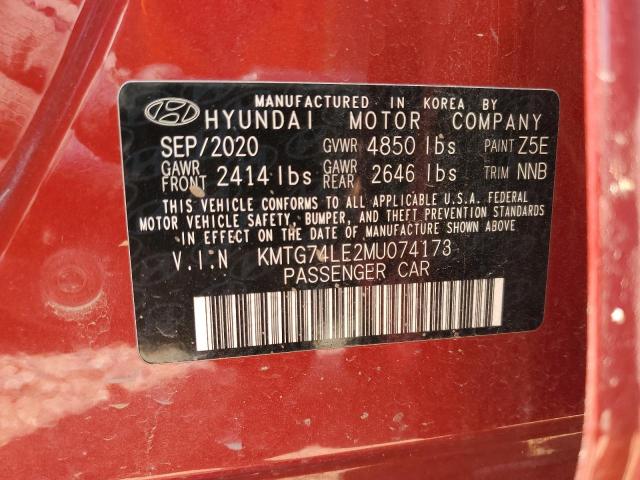 MANUFACTURED IN KOREA BY
HYUNDAI MOTOR COMPANY
SEP/2020 GVWR 4850 lbs PAINT Z5E
GAWR FRONT 2414 lbs GAWR REAR 2646 lbs TRIM NNB
THIS VEHICLE CONFORMS TO ALL APPLICABLE U.S.A. FEDERAL
MOTOR VEHICLE SAFETY, BUMPER, AND THEFT PREVENTION STANDARDS
IN EFFECT ON THE DATE OF MANUFACTURE SHOWN ABOVE
V.I.N KMTG74LE2MU074173
PASSENGER CAR